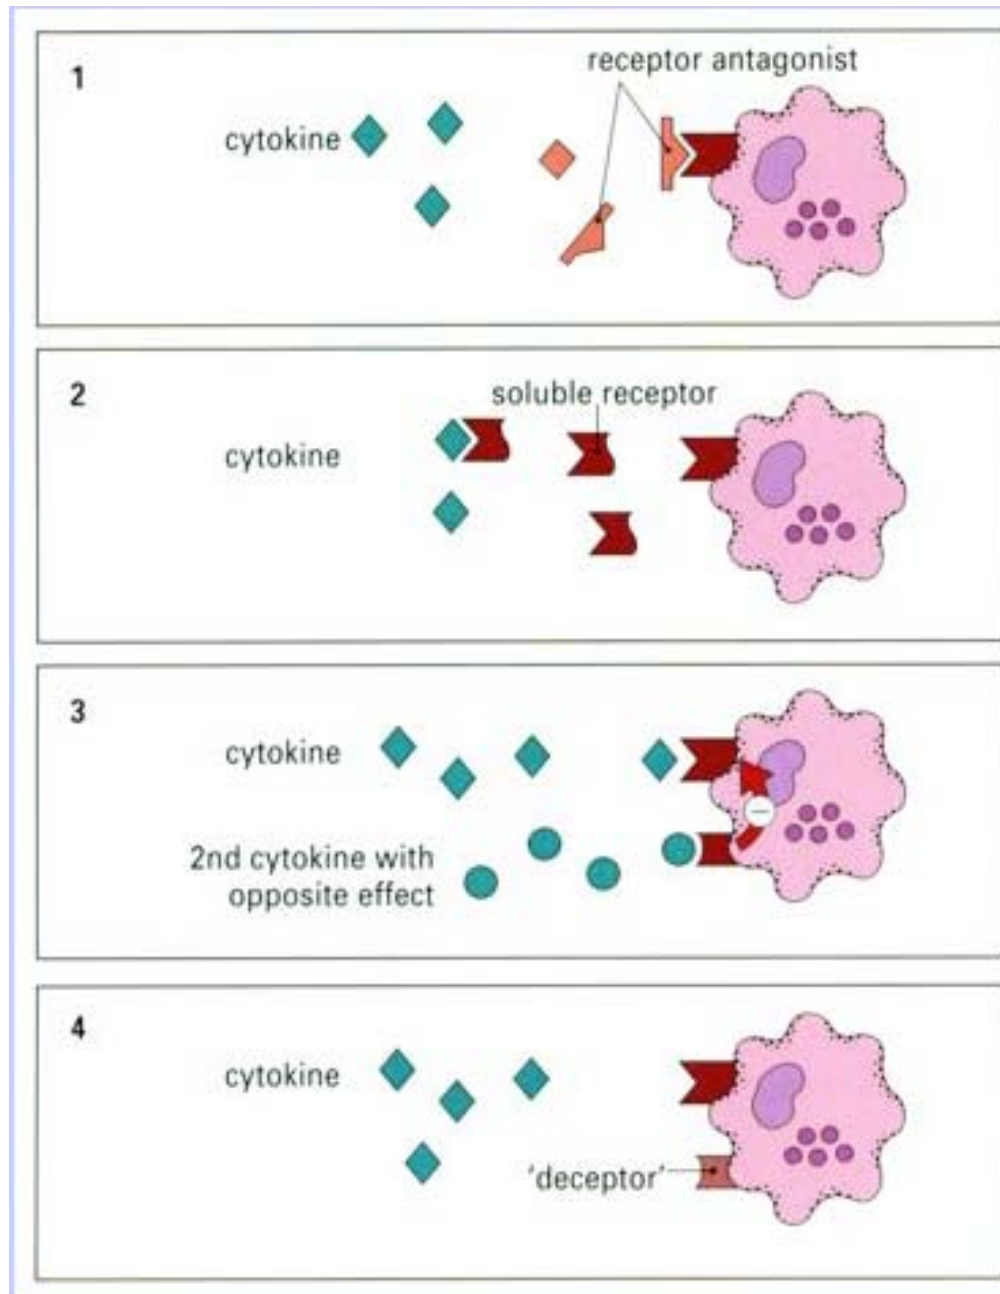 1
receptor antagonist
cytokine
2
soluble receptor
cytokine
3
cytokine
2nd cytokine with
opposite effect
4
cytokine
'deceptor'